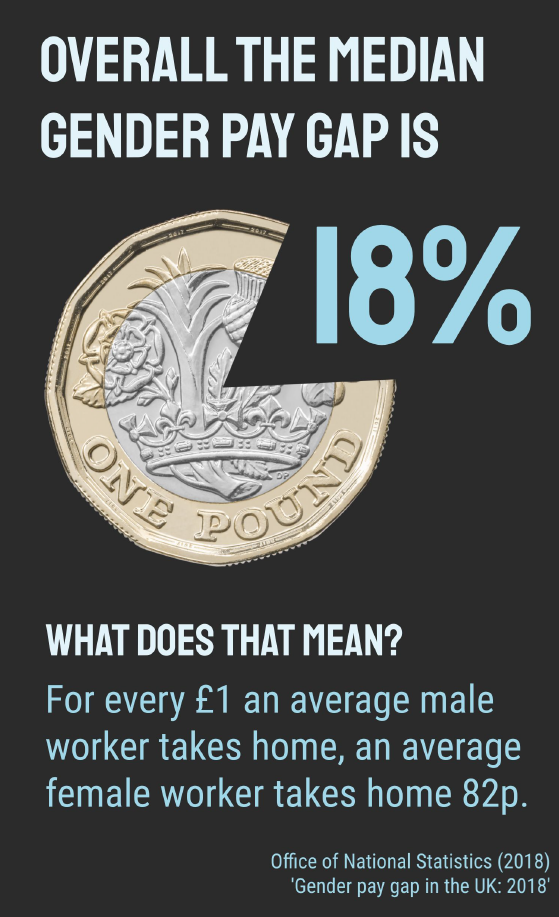 OVERALL THE MEDIAN
GENDER PAY GAP IS
18%
ONE POUND
WHAT DOES THAT MEAN?
For every £1 an average male
worker takes home, an average
female worker takes home 82p.
Office of National Statistics (2018)
'Gender pay gap in the UK: 2018'